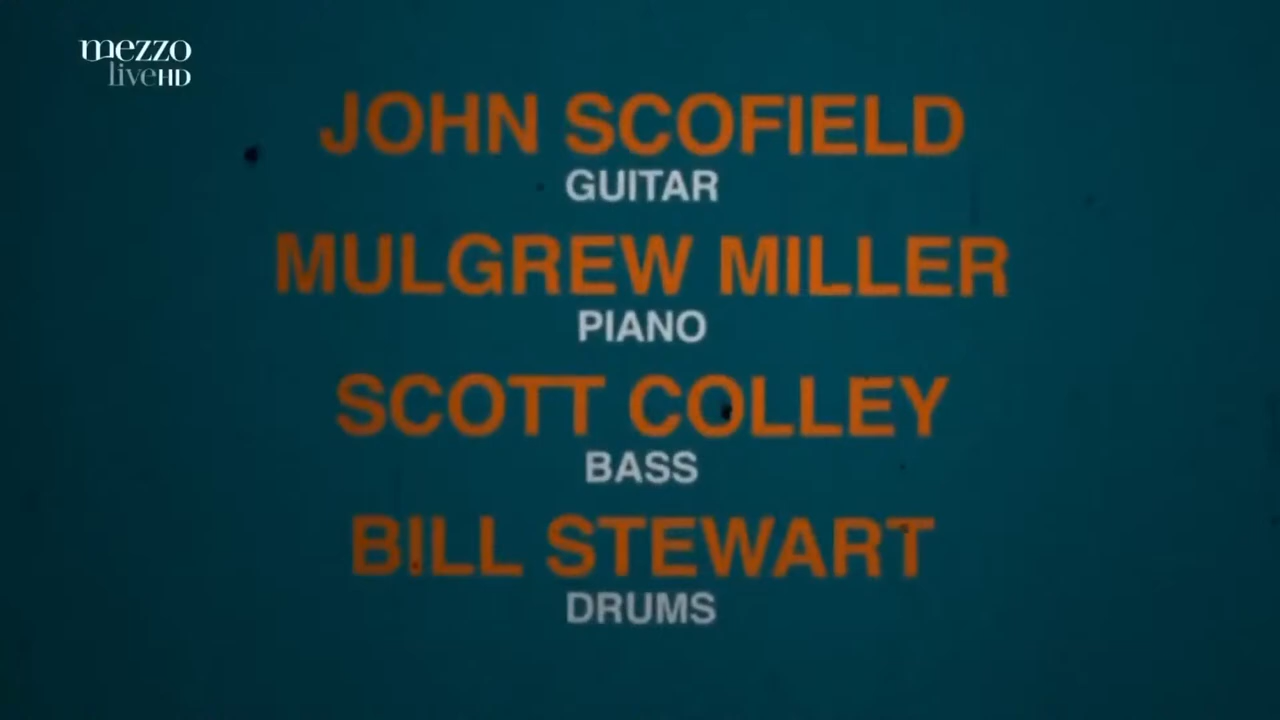 mezzo
liveHD
JOHN SCOFIELD
GUITAR
MULGREW MILLER
PIANO
SCOTT COLLEY
BASS
BILL STEWART
DRUMS